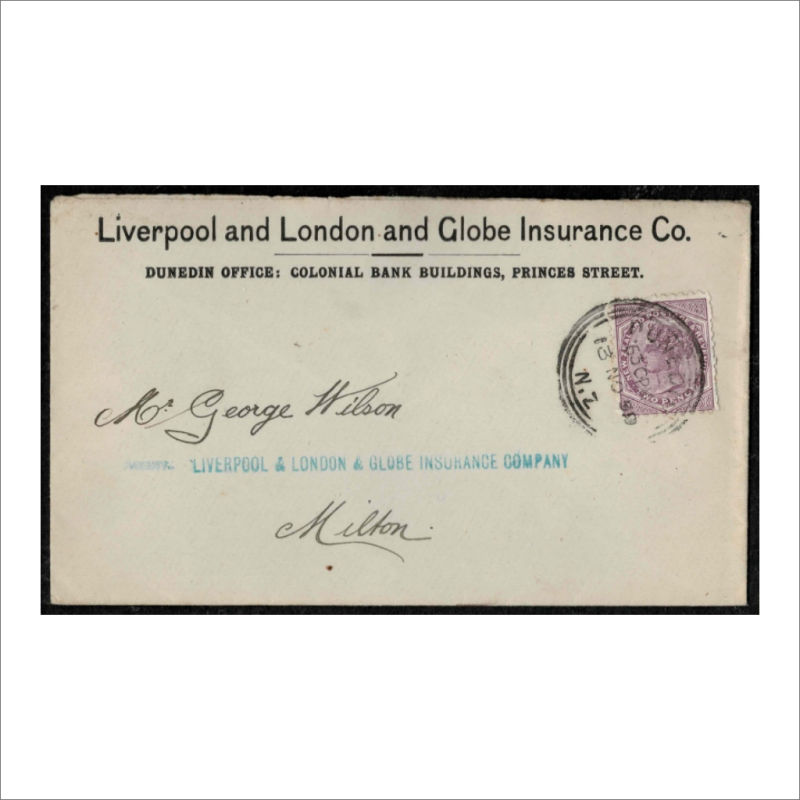 Liverpool and London and Globe Insurance Co.
DUNEDIN OFFICE: COLONIAL BANK BUILDINGS, PRINCES STREET.
N.Z
Mr George Wilson
LIVERPOOL & LONDON & GLOBE INSURANCE COMPANY
Milton.